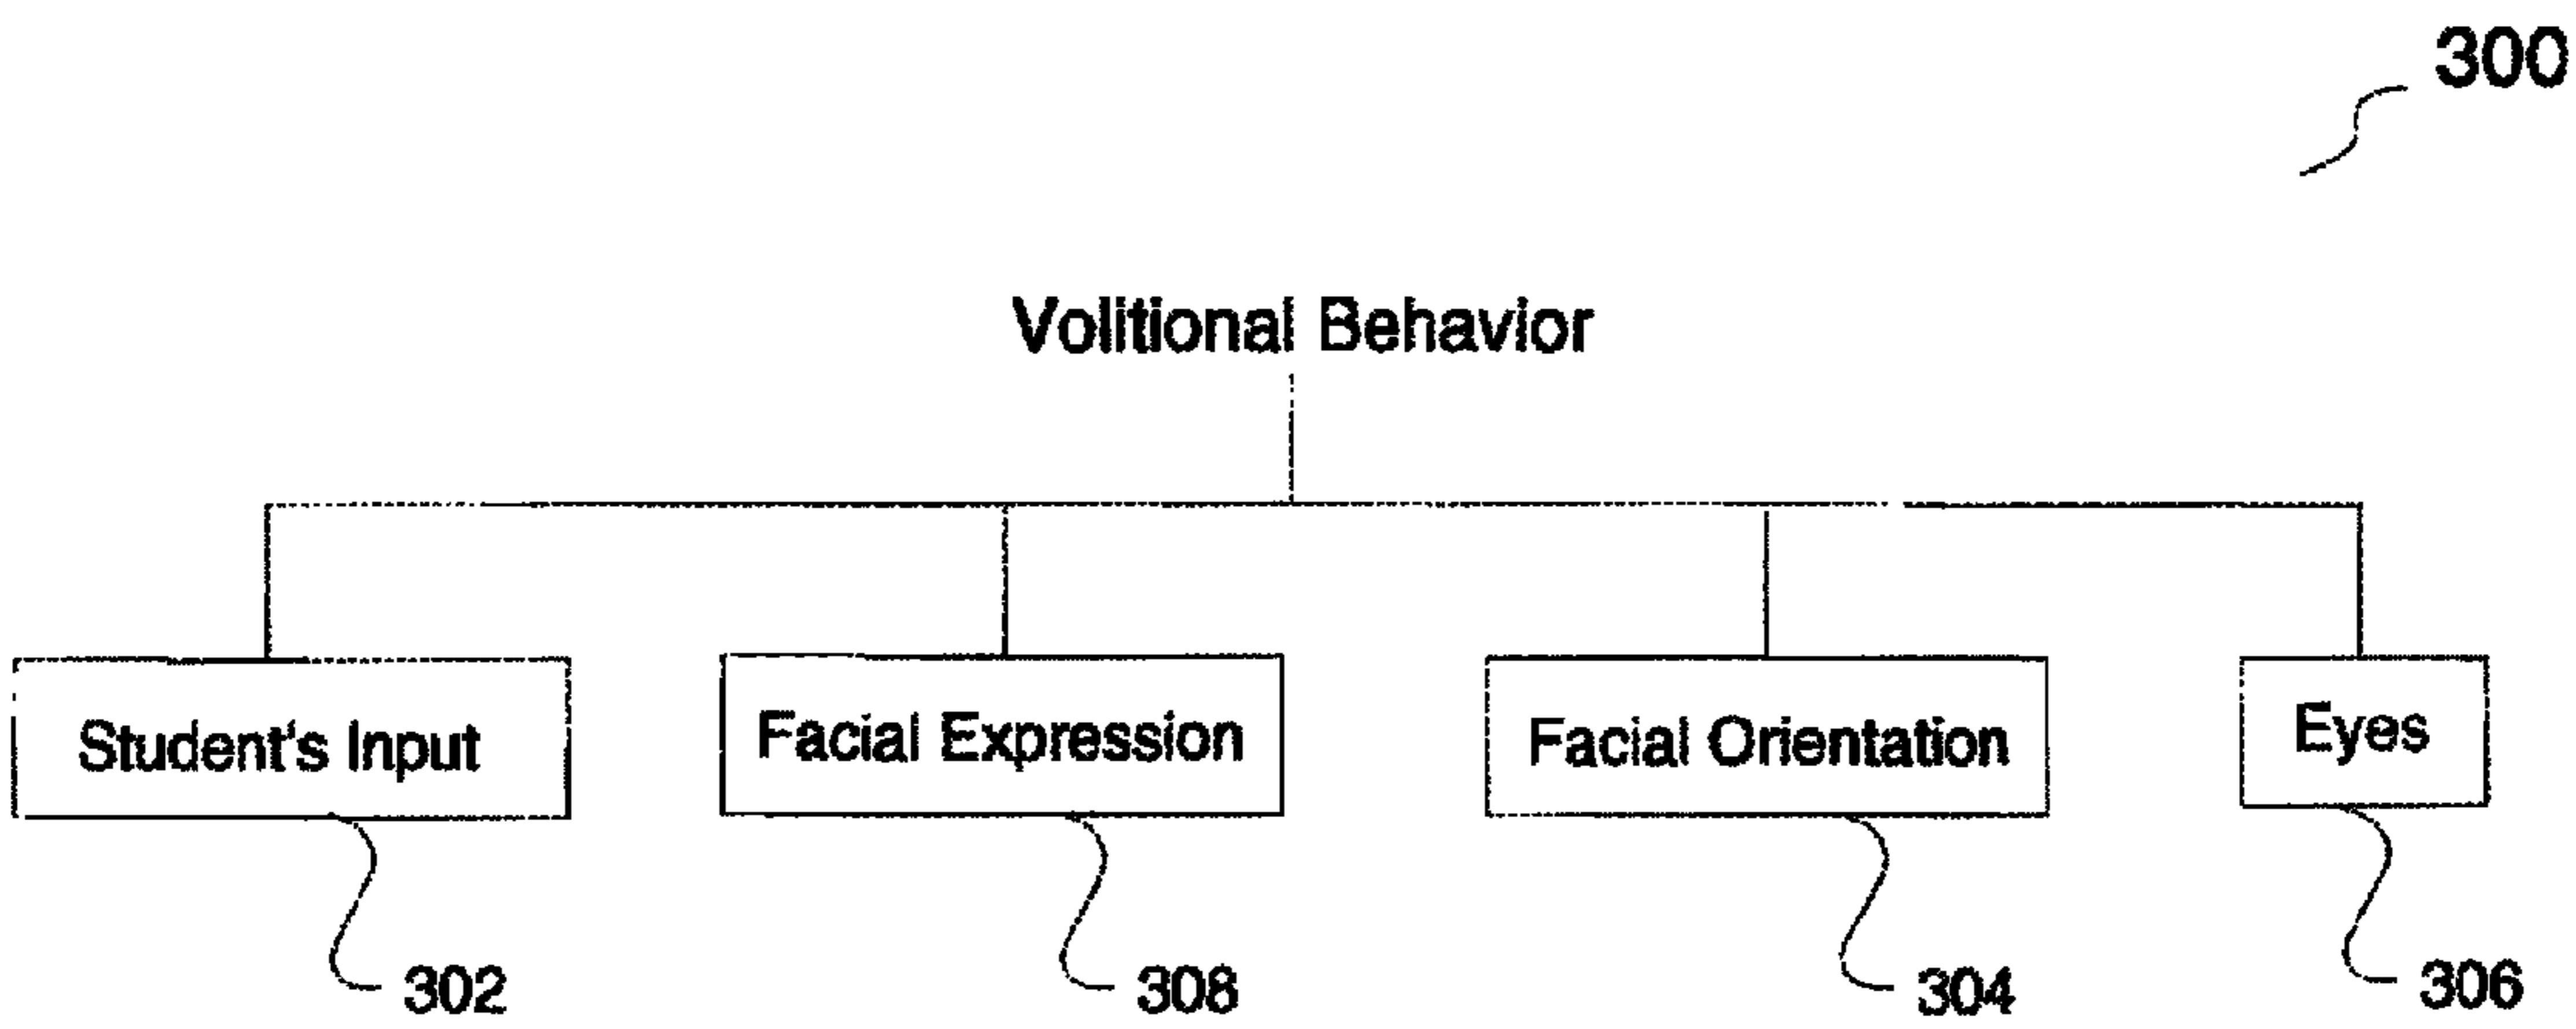 300
Volitional Behavior
Student's Input
Facial Expression
Facial Orientation
Eyes
302
308
304
306